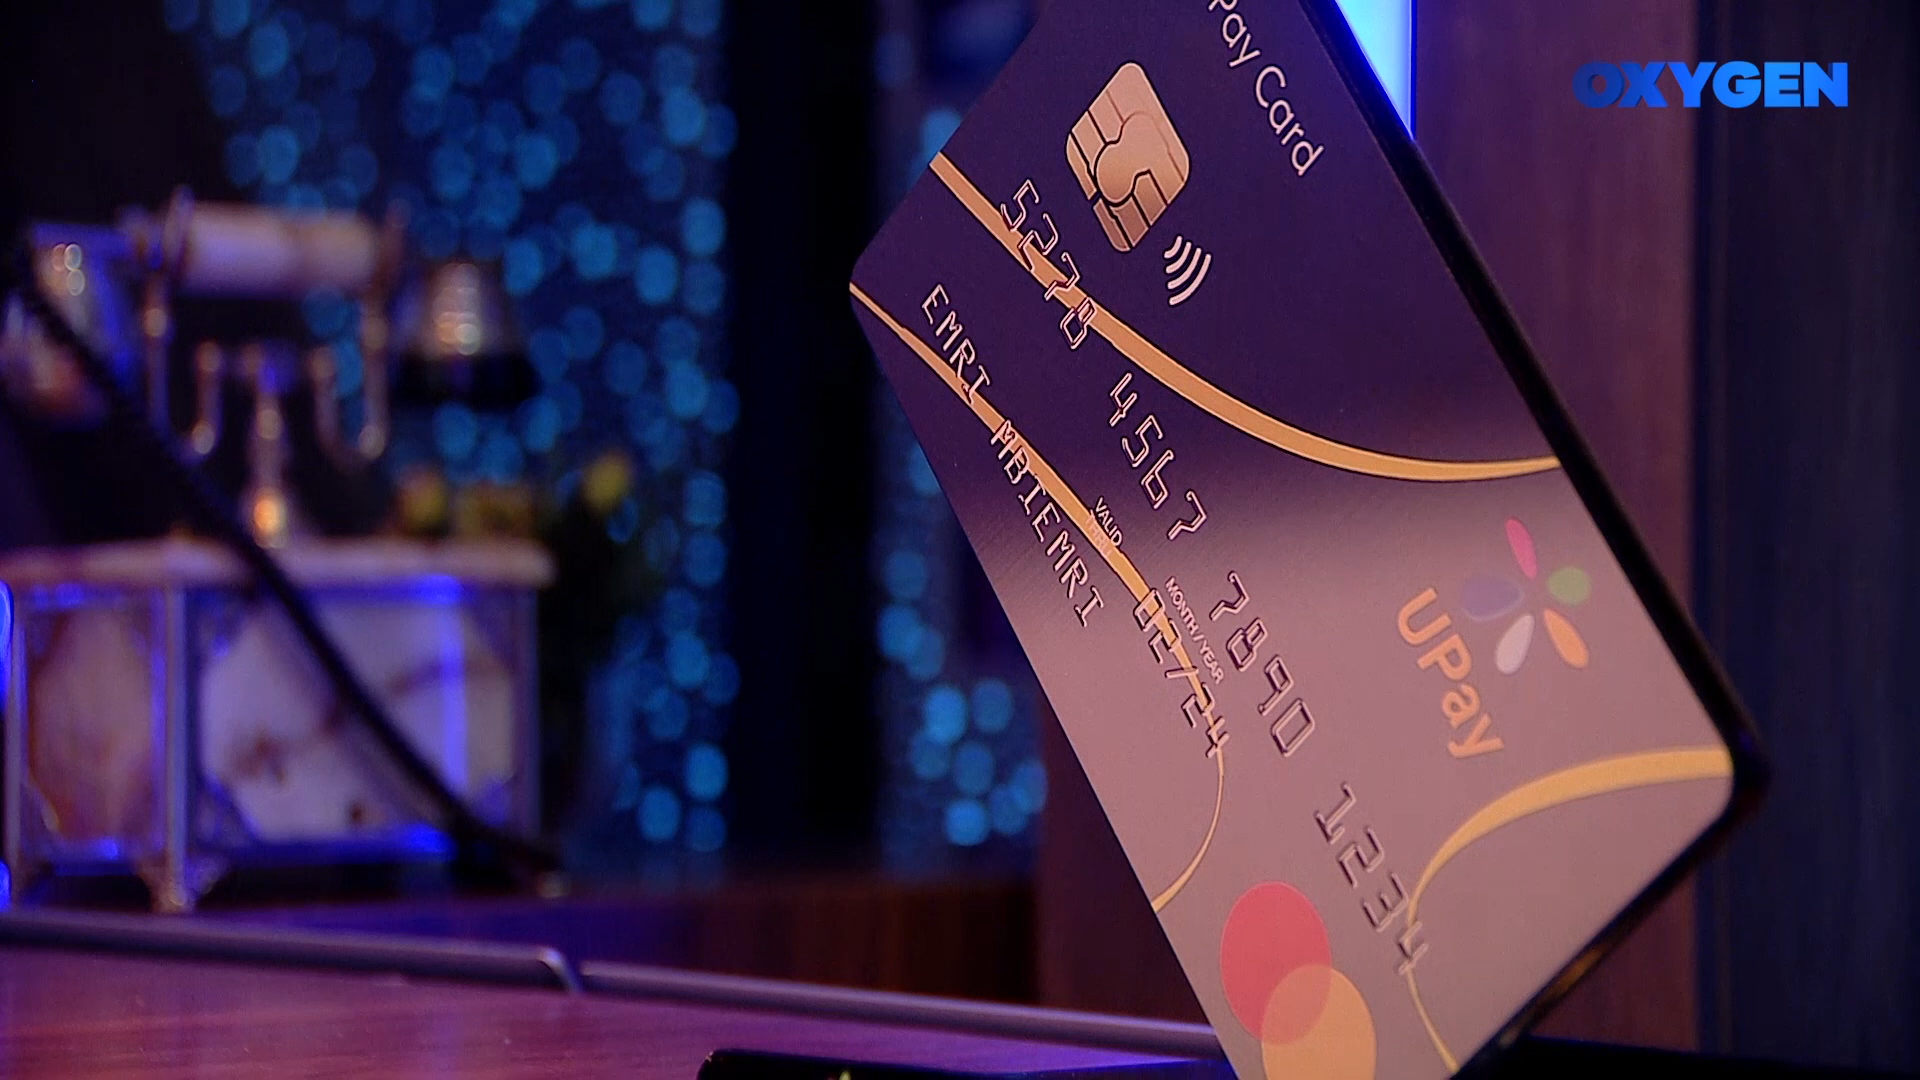 OXYGEN
Pay Card
5278 4567 7890 1234
VALID
MONTH/YEAR
02/24
EMRI MBIEMRI
UPay